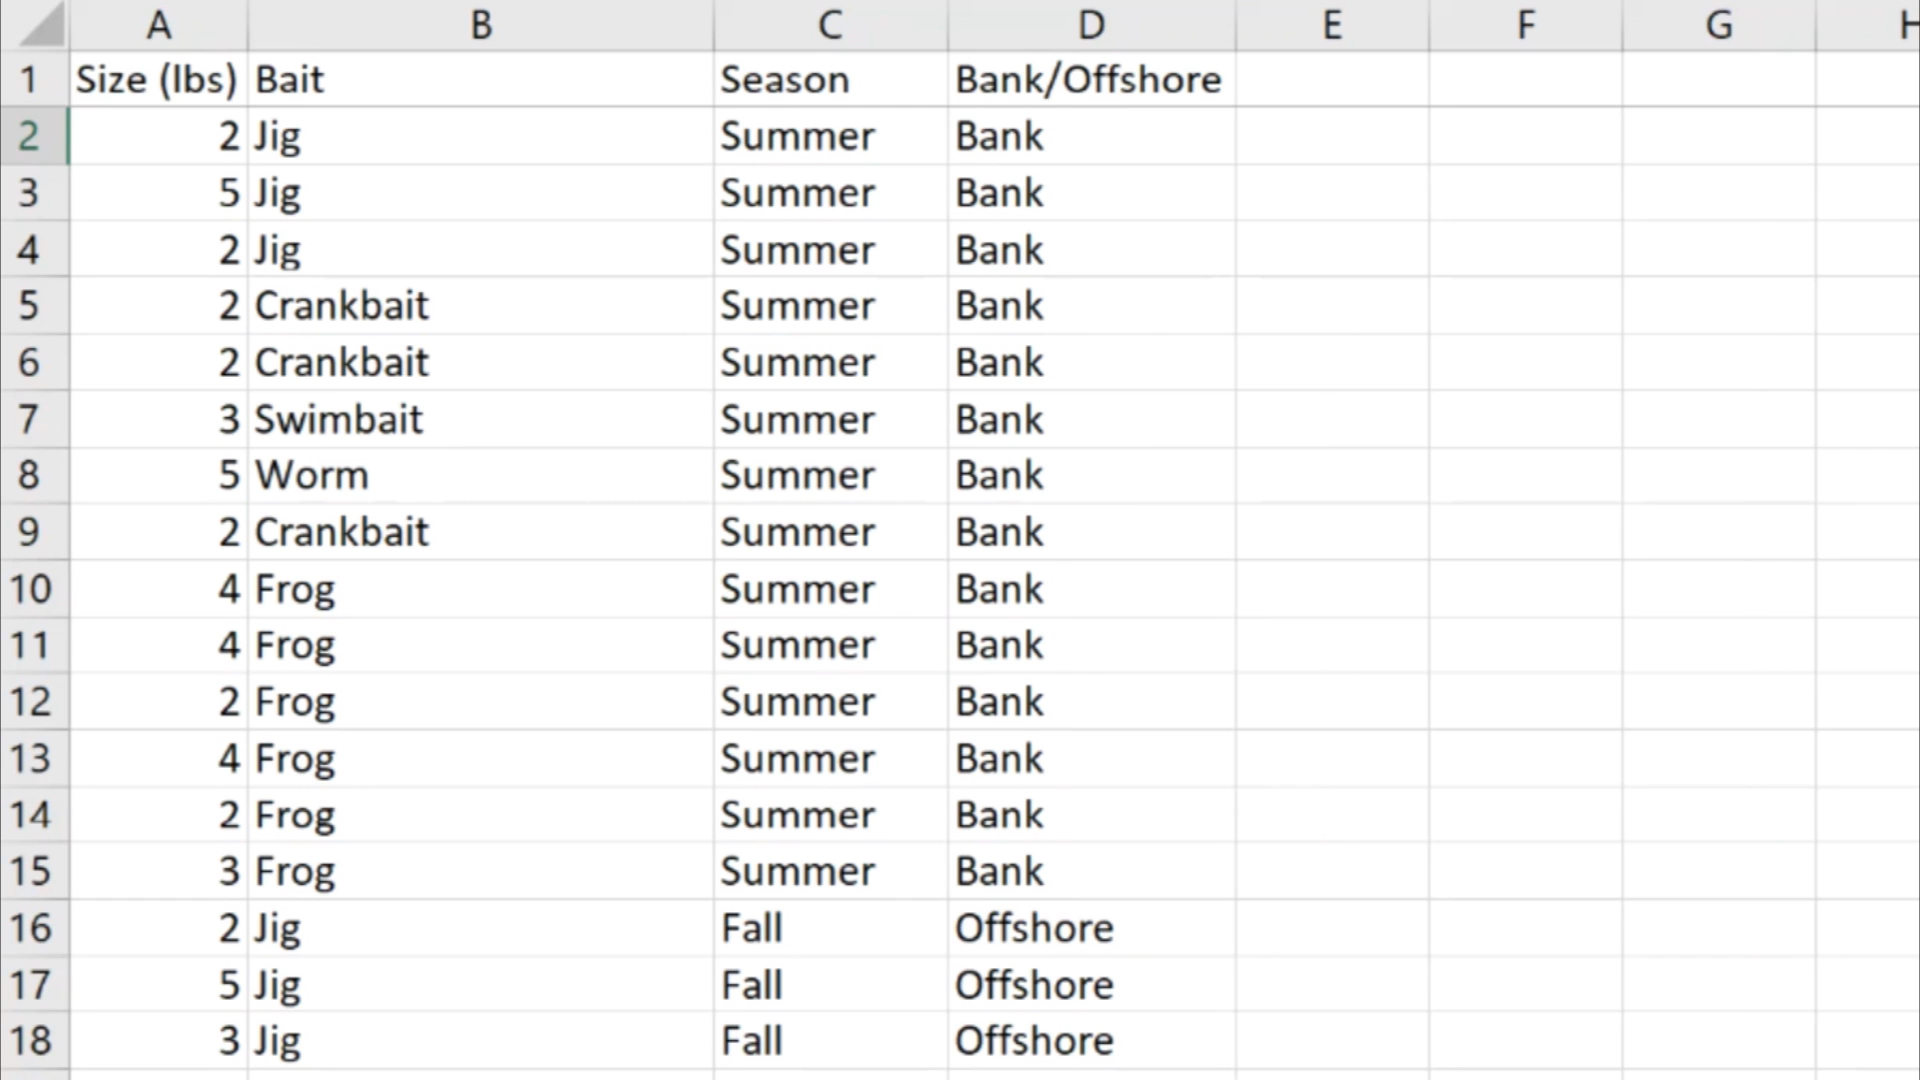 A B C D E F G H
1 Size (lbs) Bait Season Bank/Offshore
2 2 Jig Summer Bank
3 5 Jig Summer Bank
4 2 Jig Summer Bank
5 2 Crankbait Summer Bank
6 2 Crankbait Summer Bank
7 3 Swimbait Summer Bank
8 5 Worm Summer Bank
9 2 Crankbait Summer Bank
10 4 Frog Summer Bank
11 4 Frog Summer Bank
12 2 Frog Summer Bank
13 4 Frog Summer Bank
14 2 Frog Summer Bank
15 3 Frog Summer Bank
16 2 Jig Fall Offshore
17 5 Jig Fall Offshore
18 3 Jig Fall Offshore